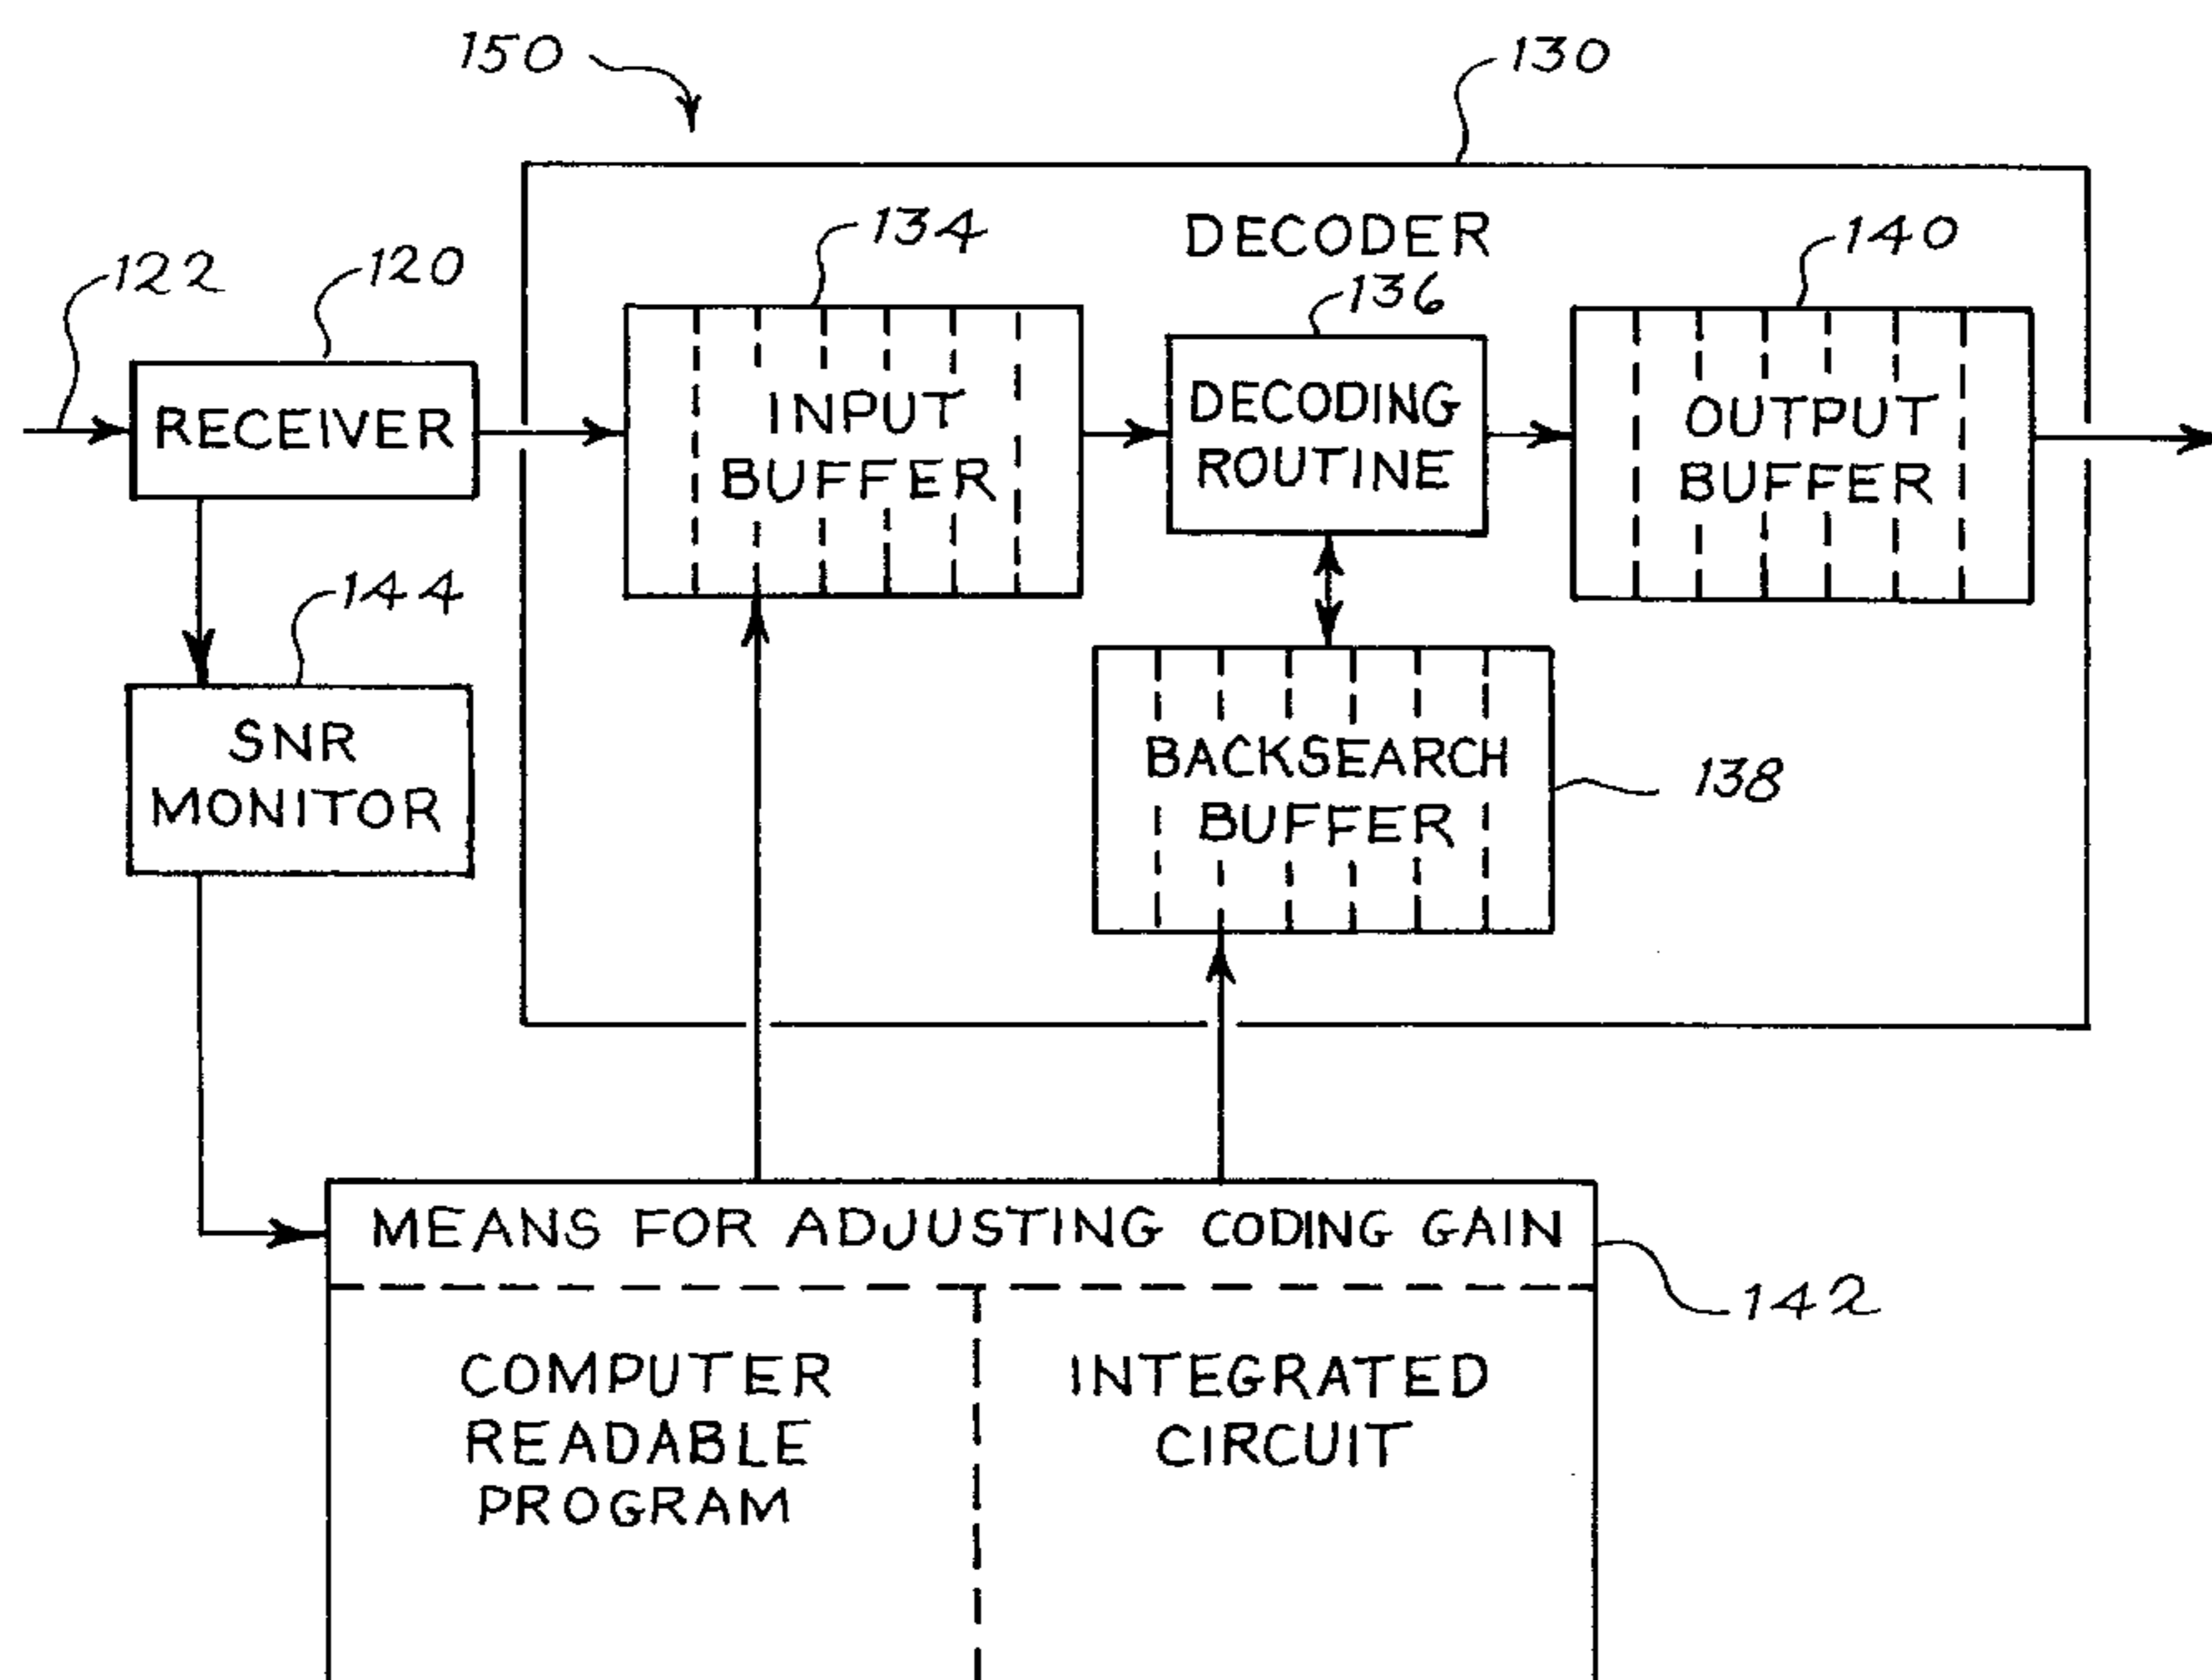 150
130
134
DECODER
140
122
120
136
RECEIVER
INPUT
BUFFER
DECODING
ROUTINE
OUTPUT
BUFFER
144
SNR
MONITOR
BACKSEARCH
BUFFER
138
MEANS FOR ADJUSTING CODING GAIN
142
COMPUTER
READABLE
PROGRAM
INTEGRATED
CIRCUIT